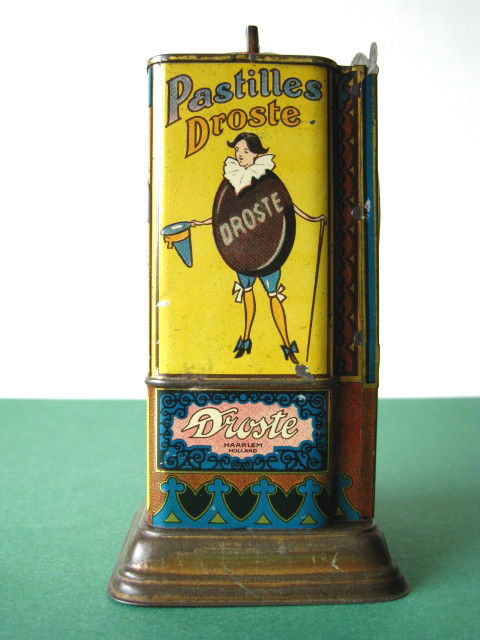 Pastilles
Droste
DROSTE
Droste
HAARLEM
HOLLAND